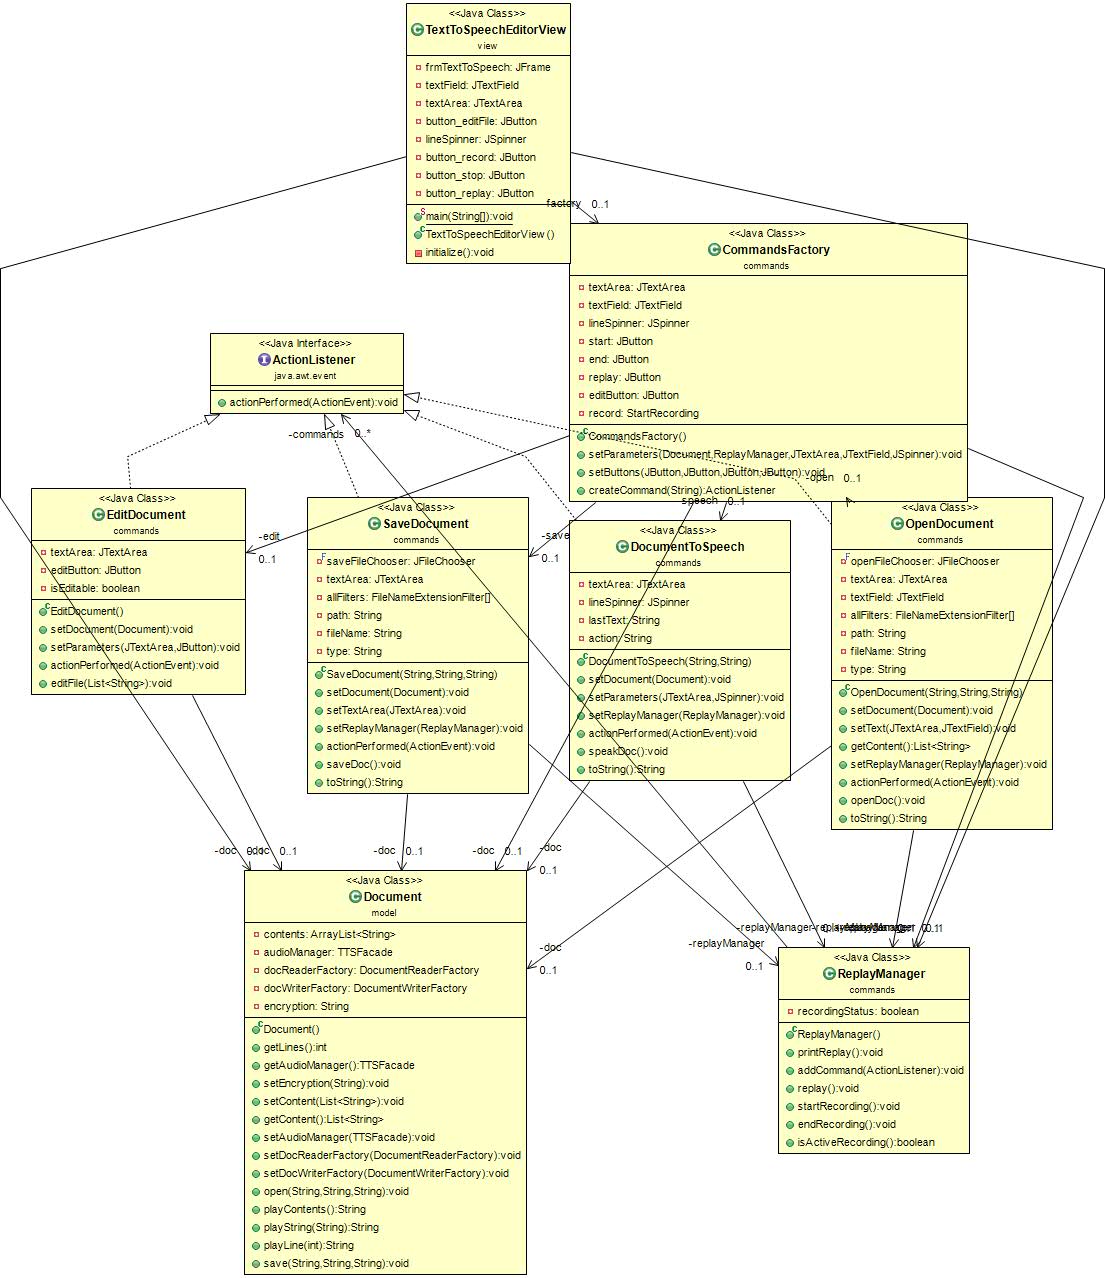 <<Java Class>>
TextToSpeechEditorView
view
frmTextToSpeech: JFrame
textField: JTextField
textArea: JTextArea
button_editFile: JButton
lineSpinner: JSpinner
button_record: JButton
button_stop: JButton
button_replay: JButton
main(String[]):void
TextToSpeechEditorView()
initialize():void
factory 0..1
<<Java Class>>
CommandsFactory
commands
textArea: JTextArea
textField: JTextField
lineSpinner: JSpinner
start: JButton
end: JButton
replay: JButton
editButton: JButton
record: StartRecording
CommandsFactory()
setParameters(Document,ReplayManager,JTextArea,JTextField,JSpinner):void
setButtons(JButton,JButton,JButton,JButton):void
createCommand(String):ActionListener
<<Java Interface>>
ActionListener
java.awt.event
actionPerformed(ActionEvent):void
-commands 0..*
-open 0..1
speech 0..1
-edit
0..1
-save
0..1
<<Java Class>>
EditDocument
commands
textArea: JTextArea
editButton: JButton
isEditable: boolean
EditDocument()
setDocument(Document):void
setParameters(JTextArea,JButton):void
actionPerformed(ActionEvent):void
editFile(List<String>):void
<<Java Class>>
SaveDocument
commands
saveFileChooser: JFileChooser
textArea: JTextArea
allFilters: FileNameExtensionFilter[]
path: String
fileName: String
type: String
SaveDocument(String,String,String)
setDocument(Document):void
setTextArea(JTextArea):void
setReplayManager(ReplayManager):void
actionPerformed(ActionEvent):void
saveDoc():void
toString():String
<<Java Class>>
DocumentToSpeech
commands
textArea: JTextArea
lineSpinner: JSpinner
lastText: String
action: String
DocumentToSpeech(String,String)
setDocument(Document):void
setParameters(JTextArea,JSpinner):void
setReplayManager(ReplayManager):void
actionPerformed(ActionEvent):void
speakDoc():void
toString():String
<<Java Class>>
OpenDocument
commands
openFileChooser: JFileChooser
textArea: JTextArea
textField: JTextField
allFilters: FileNameExtensionFilter[]
path: String
fileName: String
type: String
OpenDocument(String,String,String)
setDocument(Document):void
setText(JTextArea,JTextField):void
getContent():List<String>
setReplayManager(ReplayManager):void
actionPerformed(ActionEvent):void
openDoc():void
toString():String
-doc 0..1
-doc 0..1
-doc 0..1
-doc
0..1
-doc
0..1
-replayManager
-replayManager
0..1
<<Java Class>>
Document
model
contents: ArrayList<String>
audioManager: TTSFacade
docReaderFactory: DocumentReaderFactory
docWriterFactory: DocumentWriterFactory
encryption: String
Document()
getLines():int
getAudioManager():TTSFacade
setEncryption(String):void
setContent(List<String>):void
getContent():List<String>
setAudioManager(TTSFacade):void
setDocReaderFactory(DocumentReaderFactory):void
setDocWriterFactory(DocumentWriterFactory):void
open(String,String,String):void
playContents():String
playString(String):String
playLine(int):String
save(String,String,String):void
<<Java Class>>
ReplayManager
commands
recordingStatus: boolean
ReplayManager()
printReplay():void
addCommand(ActionListener):void
replay():void
startRecording():void
endRecording():void
isActiveRecording():boolean